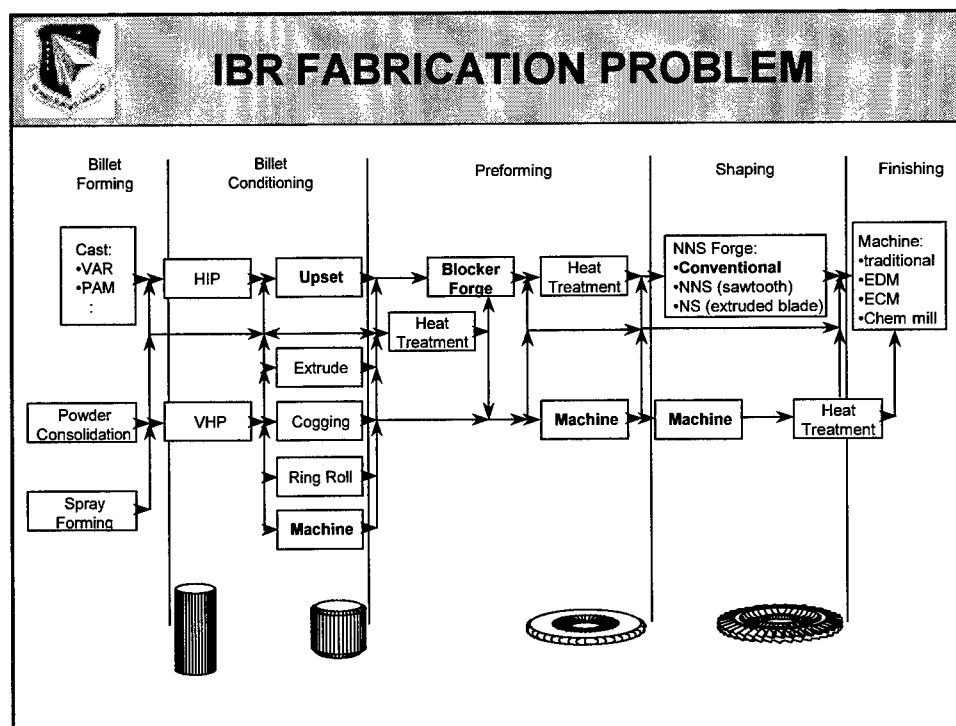 IBR FABRICATION PROBLEM
Billet
Forming
Billet
Conditioning
Preforming
Shaping
Finishing
Cast:
•VAR
•PAM
:
HIP
Upset
Blocker
Forge
Heat
Treatment
NNS Forge:
•Conventional
•NNS (sawtooth)
•NS (extruded blade)
Machine:
•traditional
•EDM
•ECM
•Chem mill
Heat
Treatment
Extrude
Powder
Consolidation
VHP
Cogging
Machine
Machine
Heat
Treatment
Ring Roll
Spray
Forming
Machine